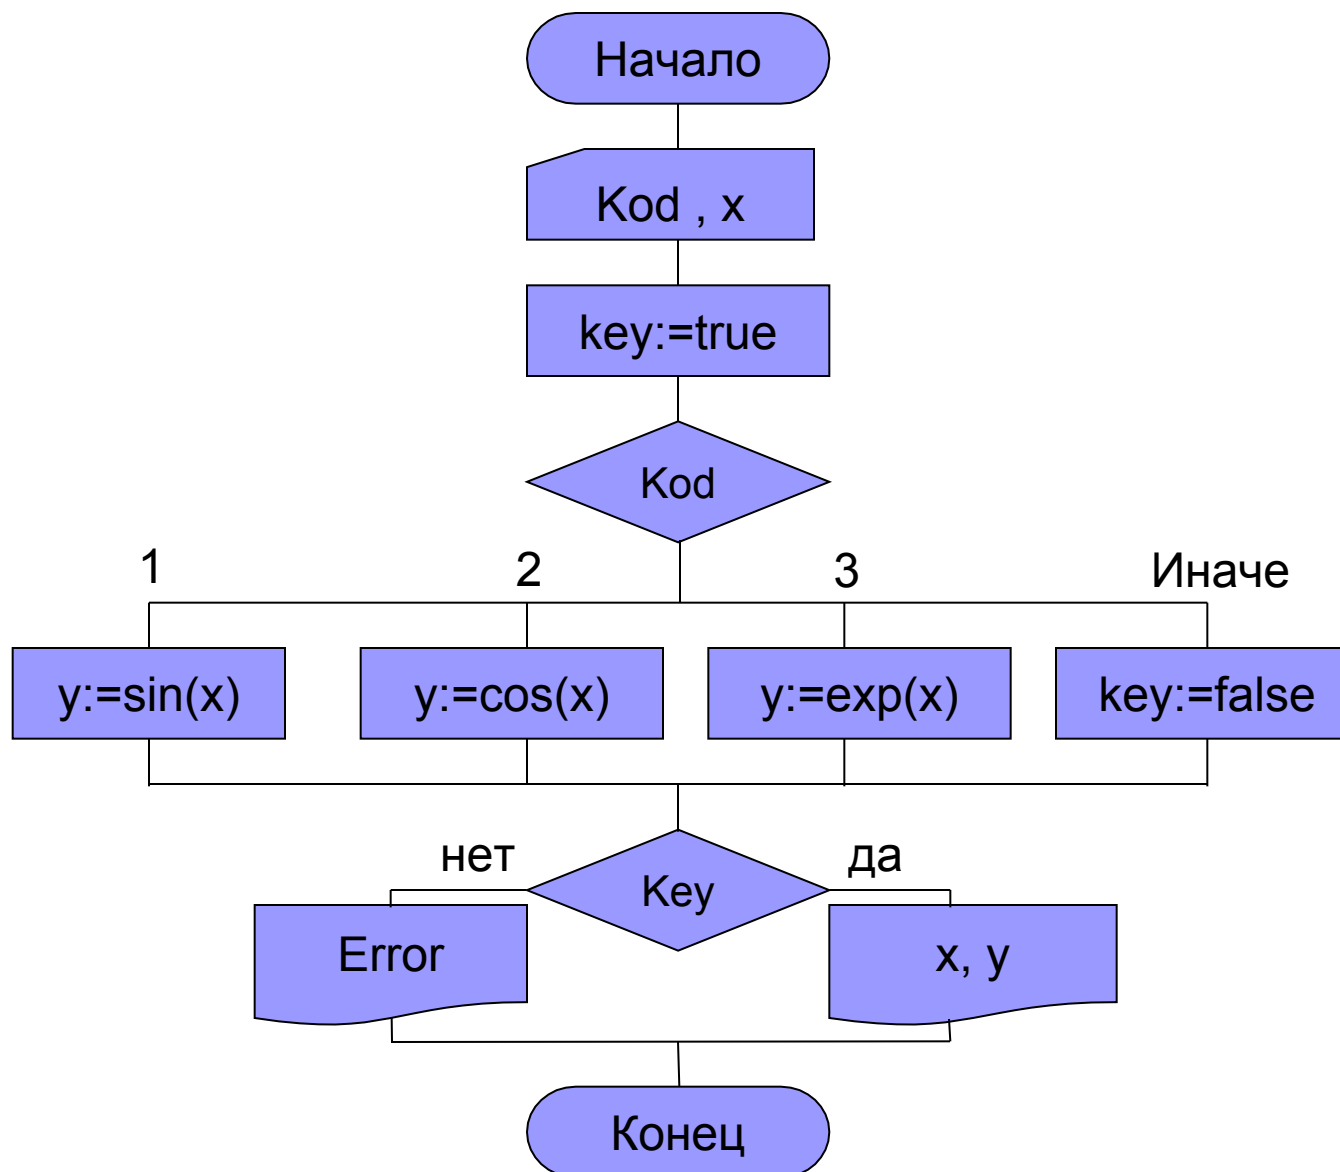 Начало
Kod , x
key:=true
Kod
1
2
3
Иначе
y:=sin(x)
y:=cos(x)
y:=exp(x)
key:=false
нет
Key
да
Error
x, y
Конец